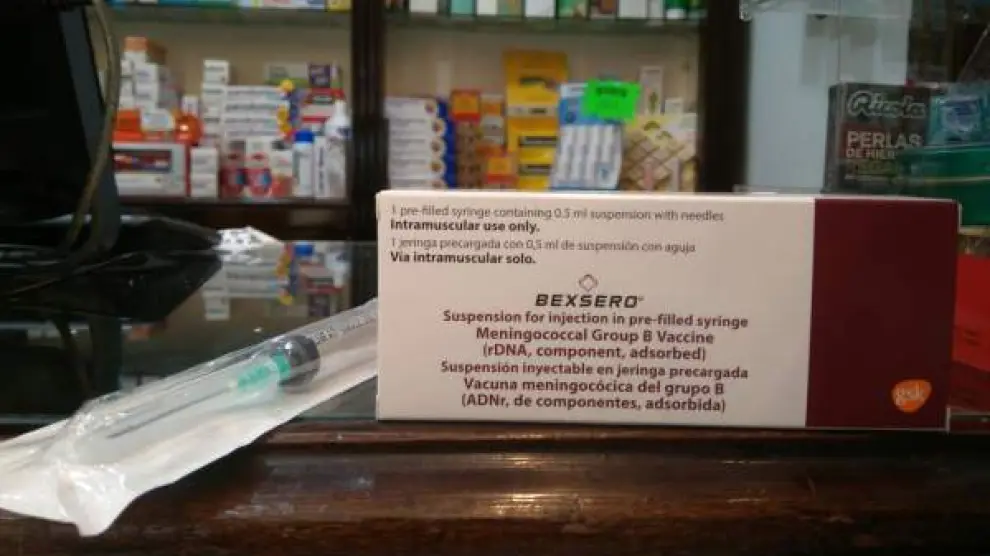 1 pre-filled syringe containing 0.5 ml suspension with needles
Intramuscular use only.
1 jeringa precargada con 0,5 ml de suspensión con aguja
Vía intramuscular solo.
BEXSERO®
Suspension for injection in pre-filled syringe
Meningococcal Group B Vaccine
(rDNA, component, adsorbed)
Suspensión inyectable en jeringa precargada
Vacuna meningocócica del grupo B
(ADNr, de componentes, adsorbida)
gsk
Ricola
PERLAS
DE HIER